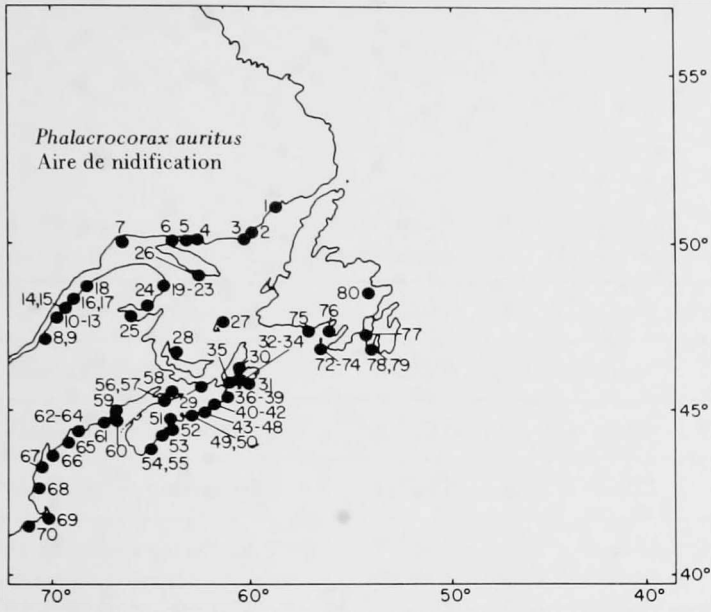 55°
Phalacrocorax auritus
Aire de nidification
1
7 6 5 4 3 2
50°
26
14,15 18 24 19-23
16,17
80
10-13 25 27 75 76 77
8,9
28 32-34
35 30
72-74 78,79
58 31
56,57 29 36-39
59
62-64 51 40-42
45°
61 52 43-48
60 53 49,50
65
67 66 54,55
68
69
70
40°
70° 60° 50° 40°